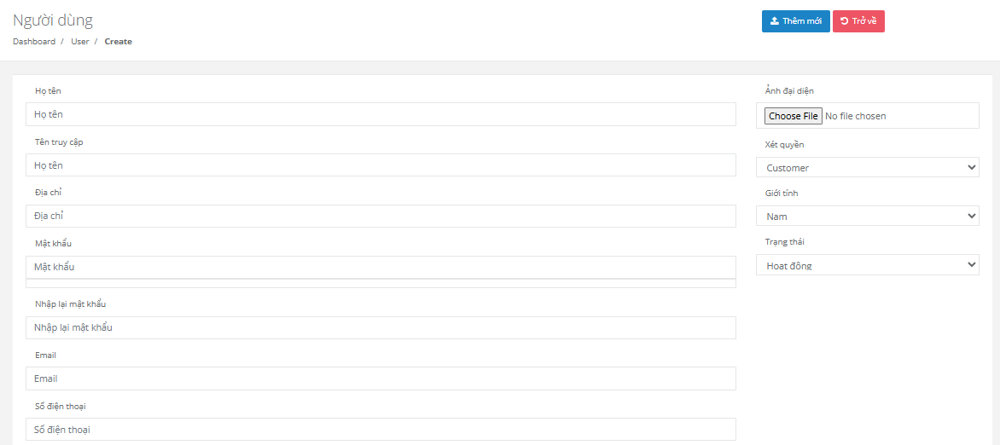 Người dùng
Thêm mới
Trở về
Dashboard / User / Create
Họ tên
Họ tên
Tên truy cập
Họ tên
Địa chỉ
Địa chỉ
Mật khẩu
Mật khẩu
Nhập lại mật khẩu
Nhập lại mật khẩu
Email
Email
Số điện thoại
Số điện thoại
Ảnh đại diện
Choose File No file chosen
Xét quyền
Customer
Giới tính
Nam
Trạng thái
Hoạt động